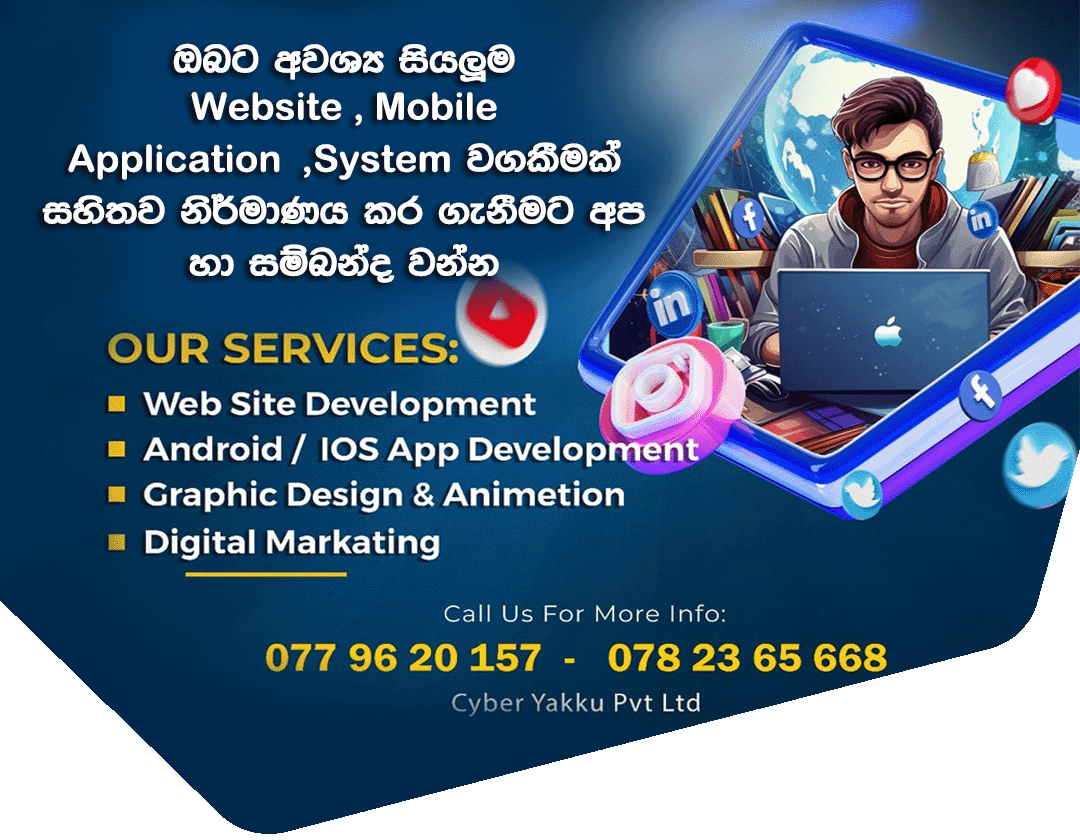 ඔබට අවශ්‍ය සියලූම
Website , Mobile
Application ,System වගකීමක්
සහිතව නිර්මාණය කර ගැනීමට අප
හා සම්බන්ද වන්න
OUR SERVICES:
Web Site Development
Android / IOS App Development
Graphic Design & Animetion
Digital Markating
Call Us For More Info:
077 96 20 157 - 078 23 65 668
Cyber Yakku Pvt Ltd